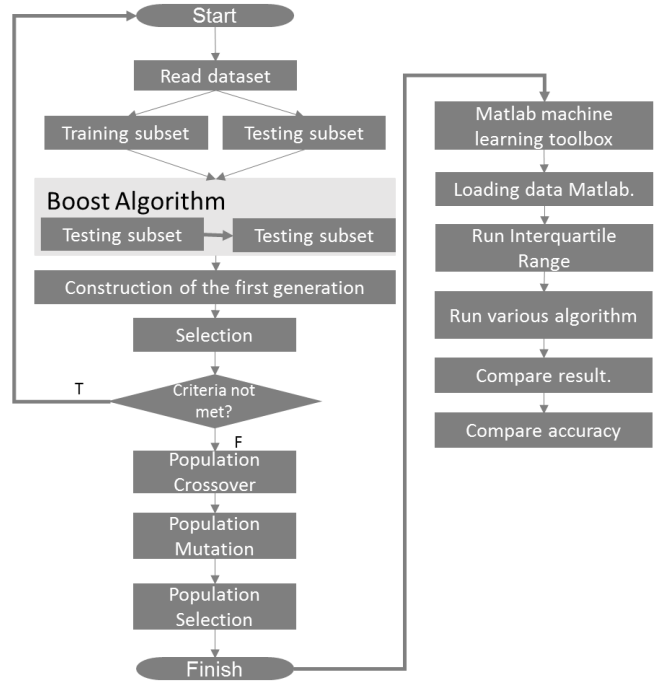 Start
Read dataset
Training subset
Testing subset
Boost Algorithm
Testing subset
Testing subset
Construction of the first generation
Selection
T
Criteria not
met?
F
Population
Crossover
Population
Mutation
Population
Selection
Finish
Matlab machine
learning toolbox
Loading data Matlab.
Run Interquartile
Range
Run various algorithm
Compare result.
Compare accuracy